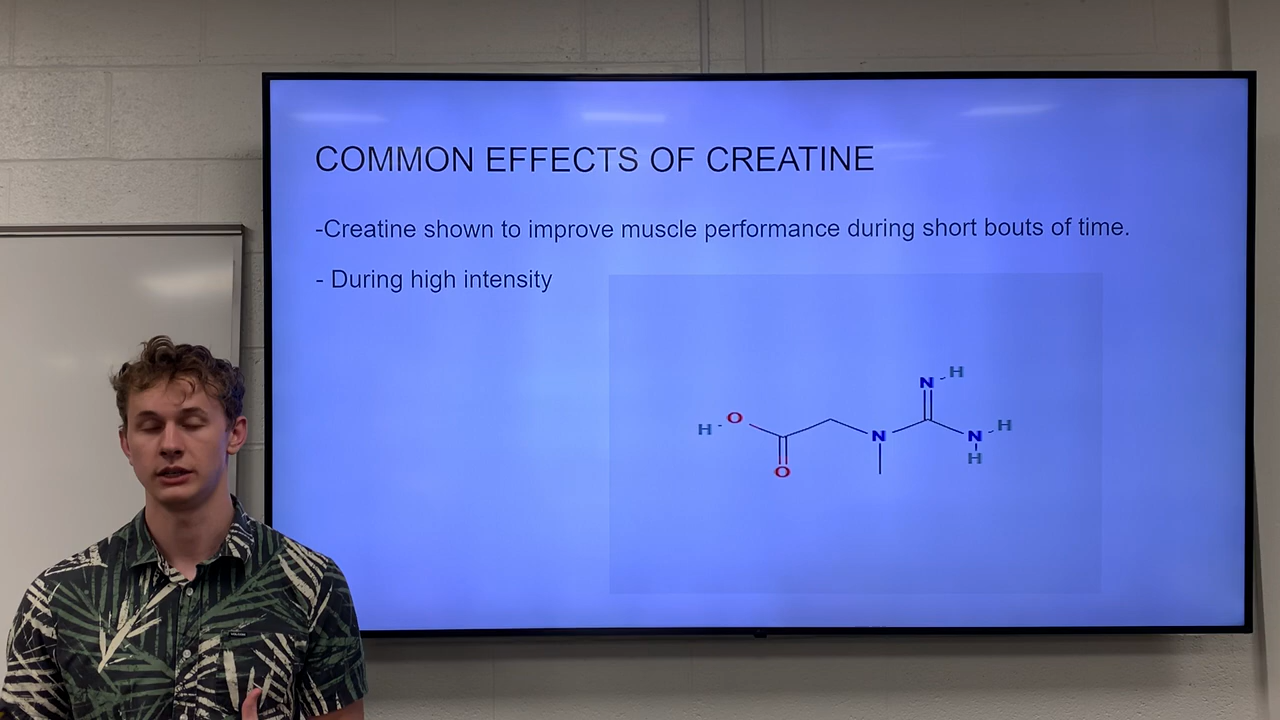 COMMON EFFECTS OF CREATINE
-Creatine shown to improve muscle performance during short bouts of time.
- During high intensity
N H
H O N N H
O H